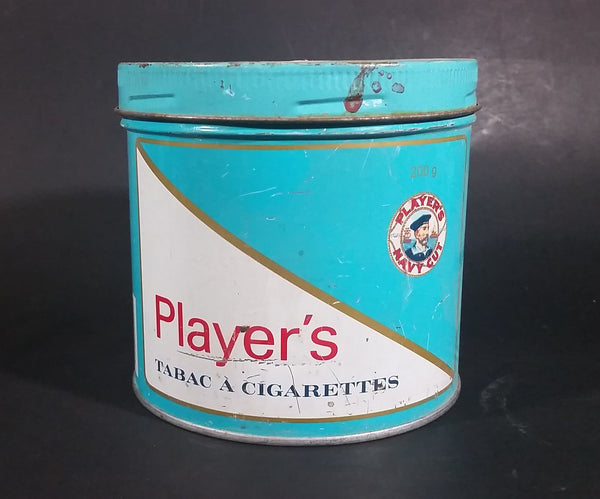 200 g
PLAYER'S
NAVY CUT
Player's
TABAC À CIGARETTES